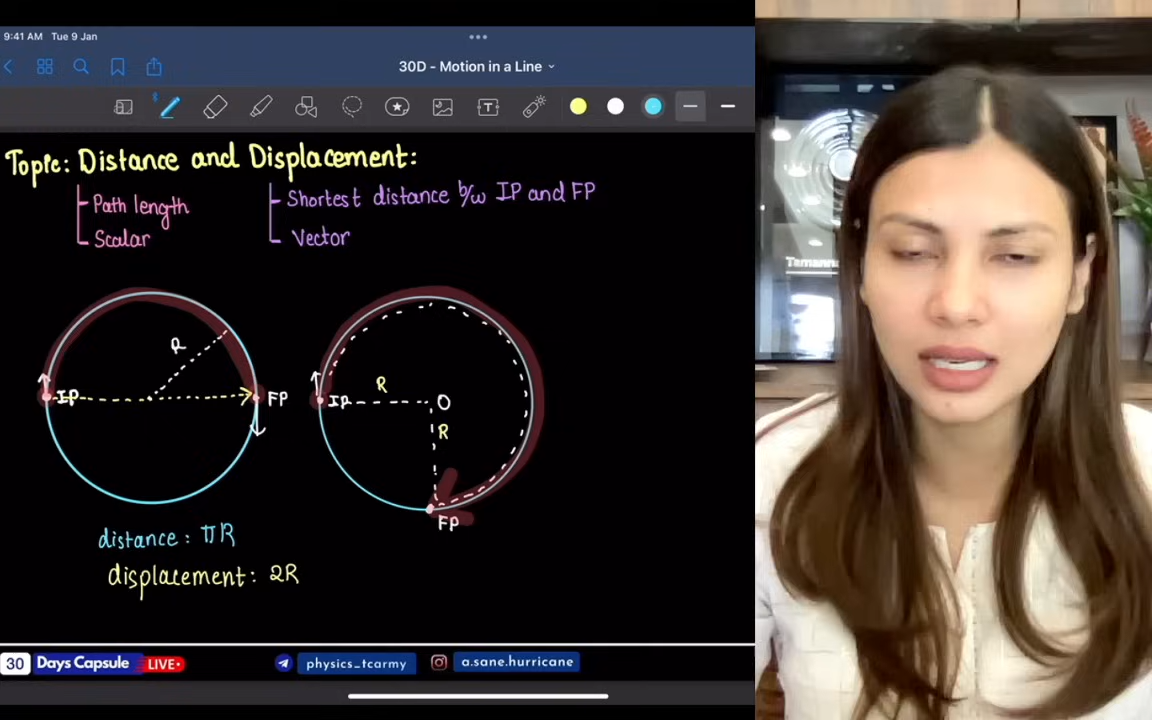 9:41 AM Tue 9 Jan
30D - Motion in a Line
T
Topic: Distance and Displacement:
Path length
Scalar
Shortest distance b/w IP and FP
Vector
R
IP
FP
R
IP
O
R
FP
distance: πR
displacement: 2R
30 Days Capsule LIVE
physics_tcarmy
a.sane.hurricane